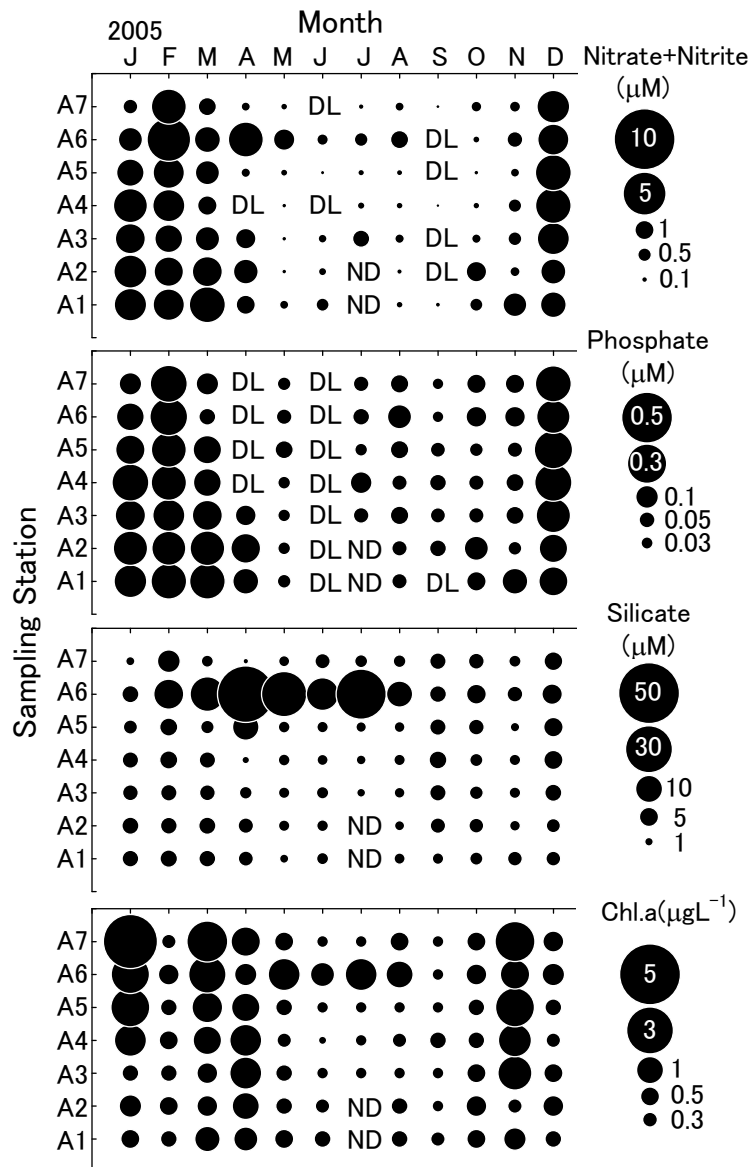 2005
Month
J F M A M J J A S O N D
Nitrate+Nitrite
(μM)
10
5
1
0.5
0.1
A7 DL
A6 DL
A5 DL
A4 DL DL
A3 DL
A2 ND DL
A1 ND
Phosphate
(μM)
0.5
0.3
0.1
0.05
0.03
A7 DL DL
A6 DL DL
A5 DL DL
A4 DL DL
A3 DL
A2 DL ND
A1 DL ND DL
Sampling Station
Silicate
(μM)
50
30
10
5
1
A7
A6
A5
A4
A3
A2 ND
A1 ND
Chl.a(μgL⁻¹)
5
3
1
0.5
0.3
A7
A6
A5
A4
A3
A2 ND
A1 ND